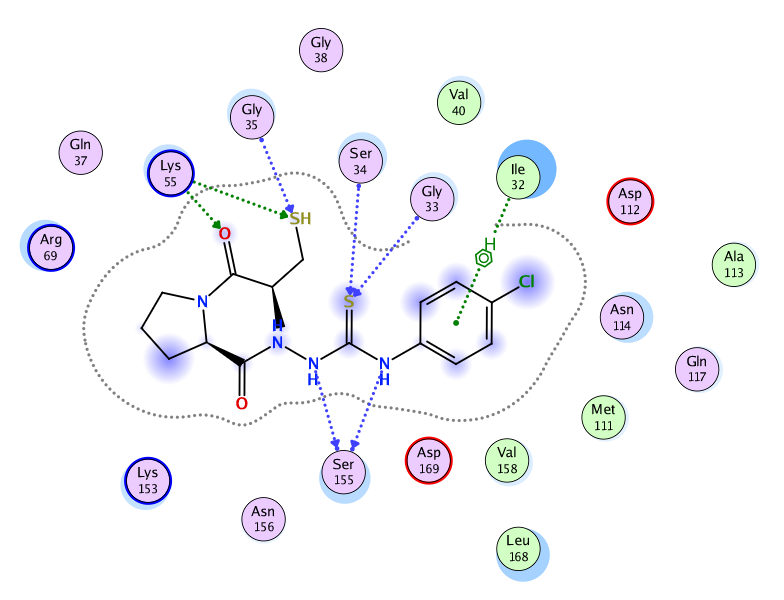 Gly
38
Val
40
Gly
35
Gln
37
Lys
55
Ser
34
Gly
33
Ile
32
Asp
112
SH
O
Arg
69
H
Ala
113
Cl
S
N
Asn
114
H
N
N
H
N
H
O
Gln
117
Met
111
Ser
155
Asp
169
Val
158
Lys
153
Asn
156
Leu
168